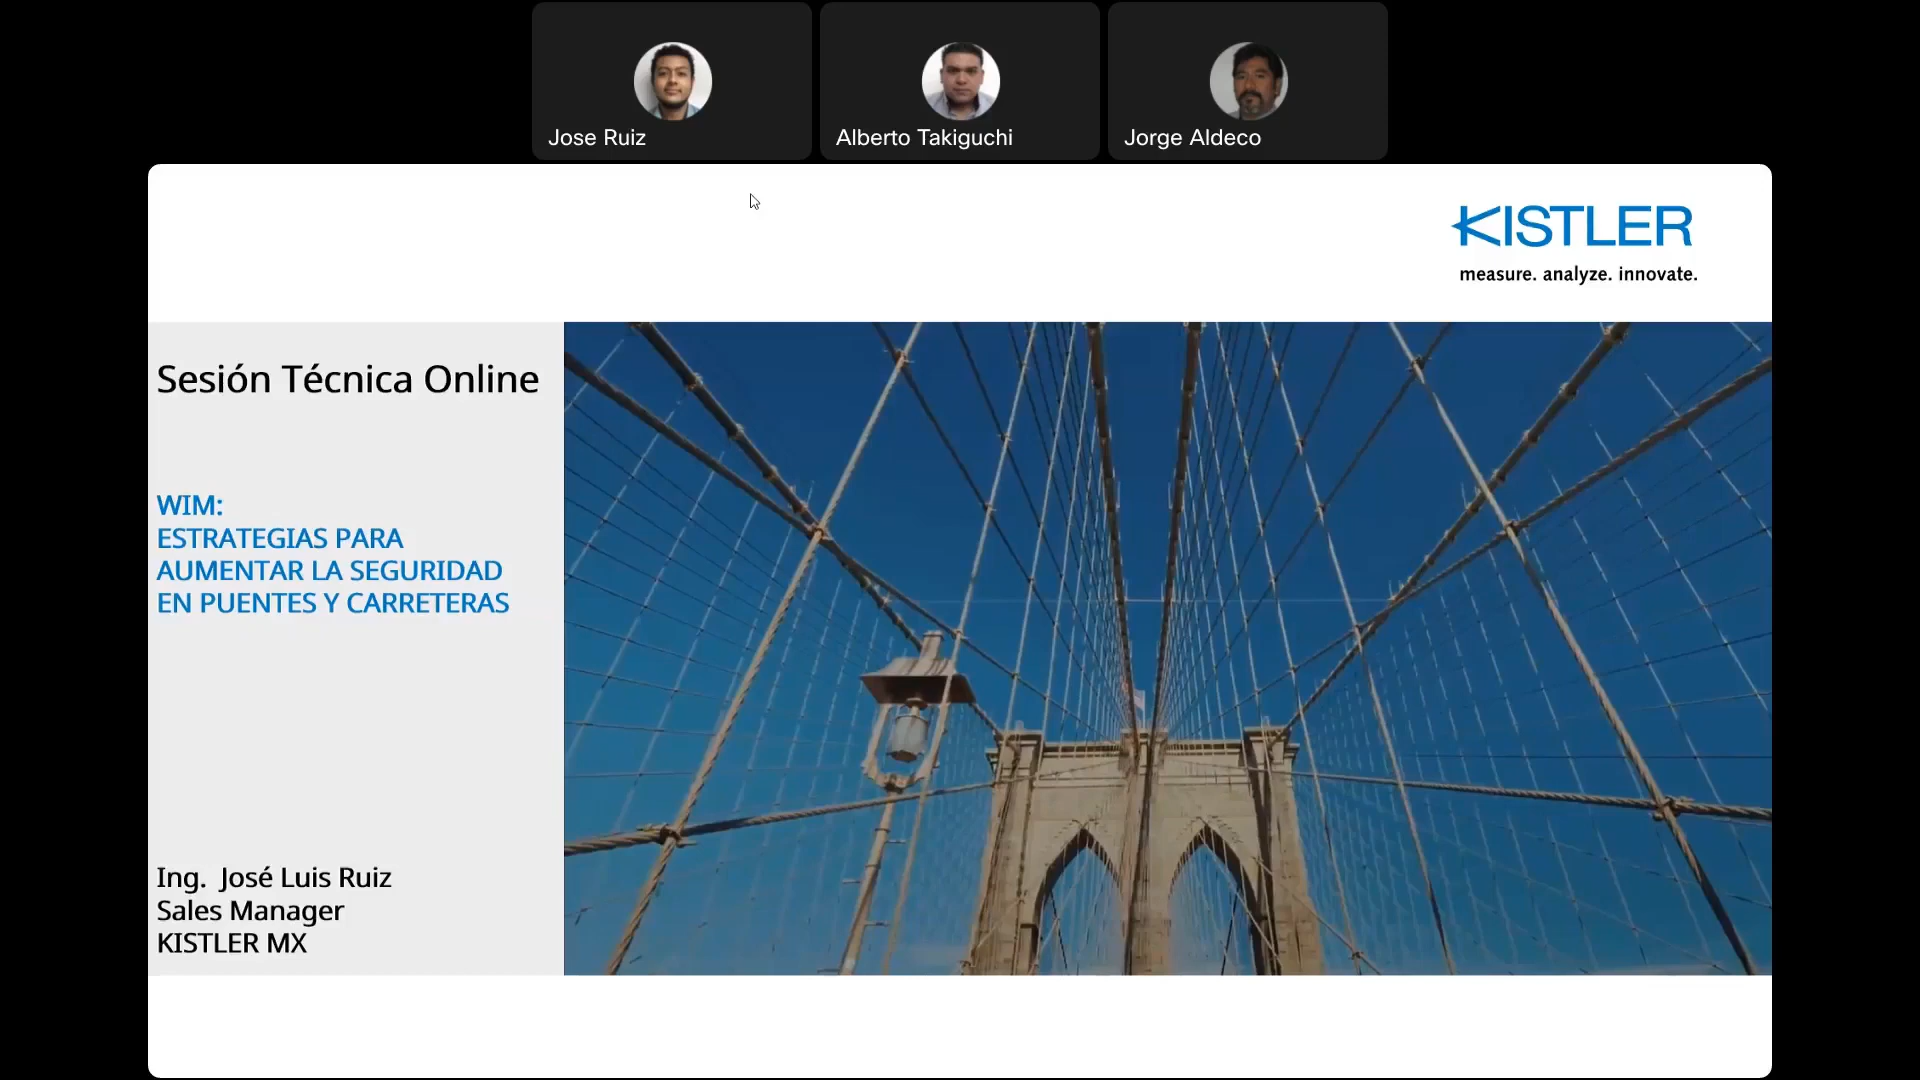 Jose Ruiz
Alberto Takiguchi
Jorge Aldeco
KISTLER
measure. analyze. innovate.
Sesión Técnica Online
WIM:
ESTRATEGIAS PARA
AUMENTAR LA SEGURIDAD
EN PUENTES Y CARRETERAS
Ing. José Luis Ruiz
Sales Manager
KISTLER MX